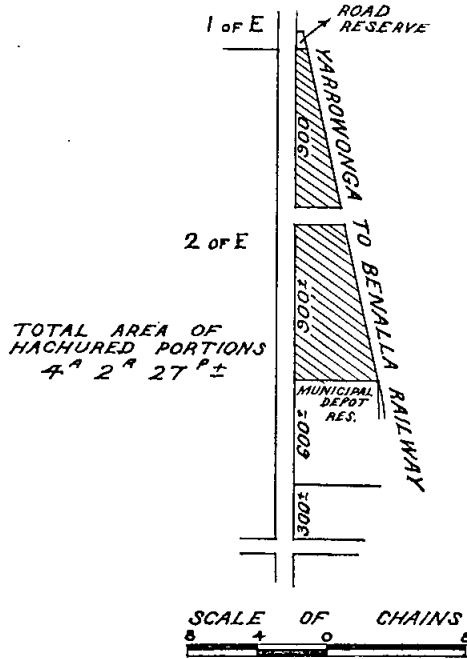 1 OF E
ROAD
RESERVE
YARROWONGA TO BENALLA RAILWAY
900
2 OF E
900±
TOTAL AREA OF
HACHURED PORTIONS
4ᴬ 2ᴿ 27ᴾ±
MUNICIPAL
DEPOT
RES.
600±
300±
SCALE OF CHAINS
8 4 0 8